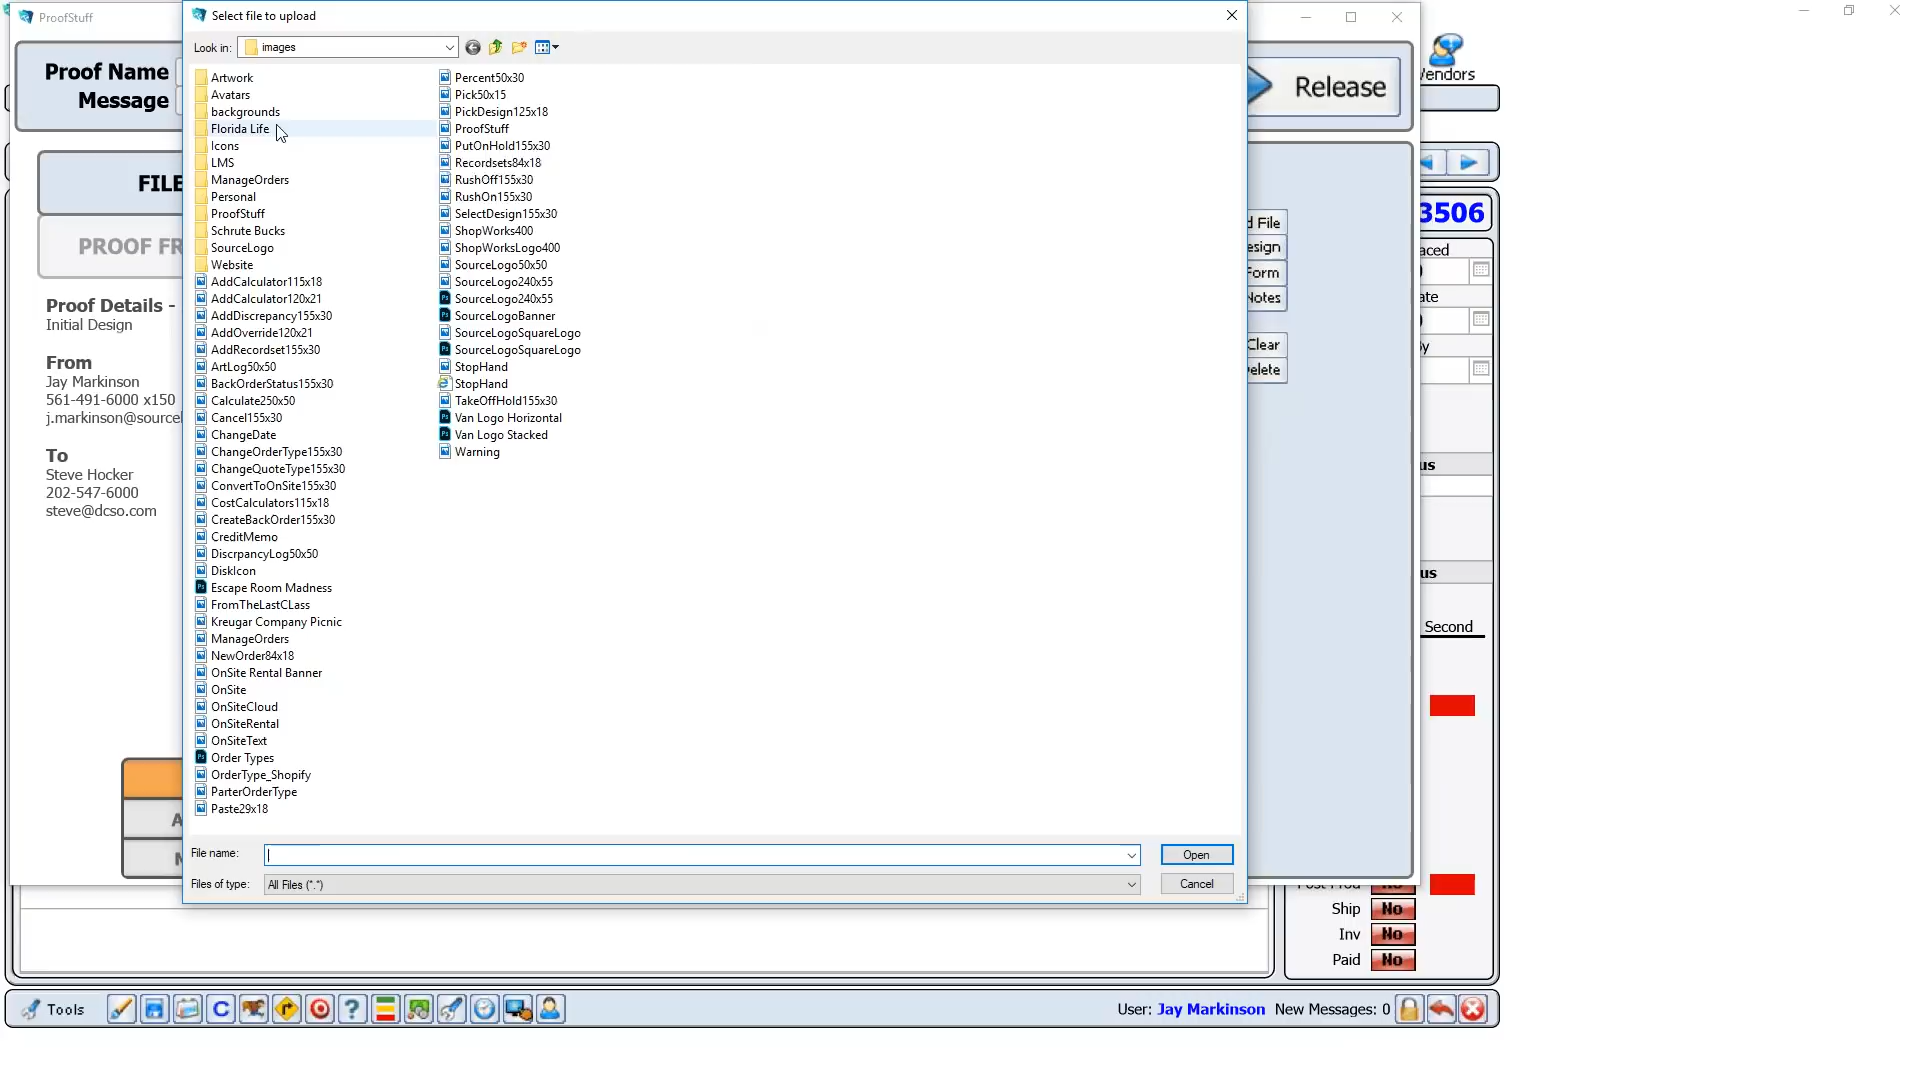 ProofStuff
Select file to upload
Look in: images
Proof Name
Message
Release
Vendors
FILE
PROOF FR
Proof Details -
Initial Design
From
Jay Markinson
561-491-6000 x150
j.markinson@sourcel
To
Steve Hocker
202-547-6000
steve@dcso.com
Artwork
Avatars
backgrounds
Florida Life
Icons
LMS
ManageOrders
Personal
ProofStuff
Schrute Bucks
SourceLogo
Website
AddCalculator115x18
AddCalculator120x21
AddDiscrepancy155x30
AddOverride120x21
AddRecordset155x30
ArtLog50x50
BackOrderStatus155x30
Calculate250x50
Cancel155x30
ChangeDate
ChangeOrderType155x30
ChangeQuoteType155x30
ConvertToOnSite155x30
CostCalculators115x18
CreateBackOrder155x30
CreditMemo
DiscrpancyLog50x50
DiskIcon
Escape Room Madness
FromTheLastCLass
Kreugar Company Picnic
ManageOrders
NewOrder84x18
OnSite Rental Banner
OnSite
OnSiteCloud
OnSiteRental
OnSiteText
Order Types
OrderType_Shopify
ParterOrderType
Paste29x18
Percent50x30
Pick50x15
PickDesign125x18
ProofStuff
PutOnHold155x30
Recordsets84x18
RushOff155x30
RushOn155x30
SelectDesign155x30
ShopWorks400
ShopWorksLogo400
SourceLogo50x50
SourceLogo240x55
SourceLogo240x55
SourceLogoBanner
SourceLogoSquareLogo
SourceLogoSquareLogo
StopHand
StopHand
TakeOffHold155x30
Van Logo Horizontal
Van Logo Stacked
Warning
File name:
Open
Files of type: All Files (*.*)
Cancel
d File
esign
Form
Notes
Clear
elete
3506
aced
ate
By
us
us
Second
Ship No
Inv No
Paid No
Tools
User: Jay Markinson New Messages: 0